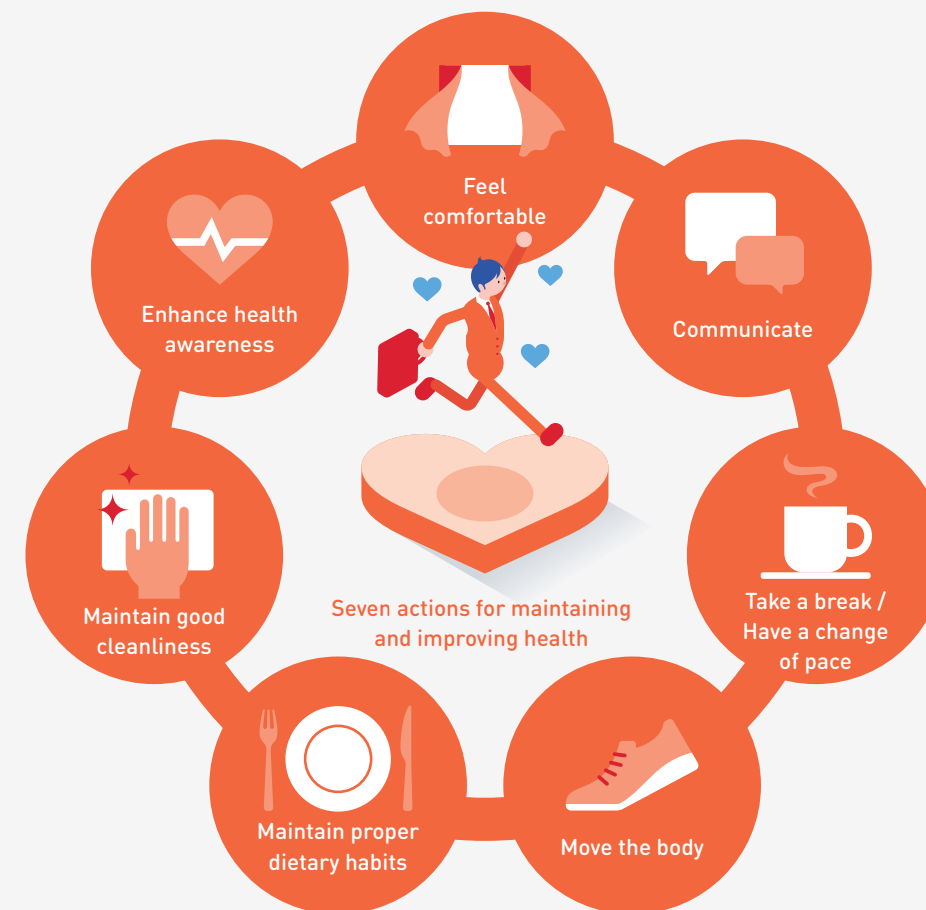 Feel
comfortable
Communicate
Take a break /
Have a change
of pace
Move the body
Maintain proper
dietary habits
Maintain good
cleanliness
Enhance health
awareness
Seven actions for maintaining
and improving health